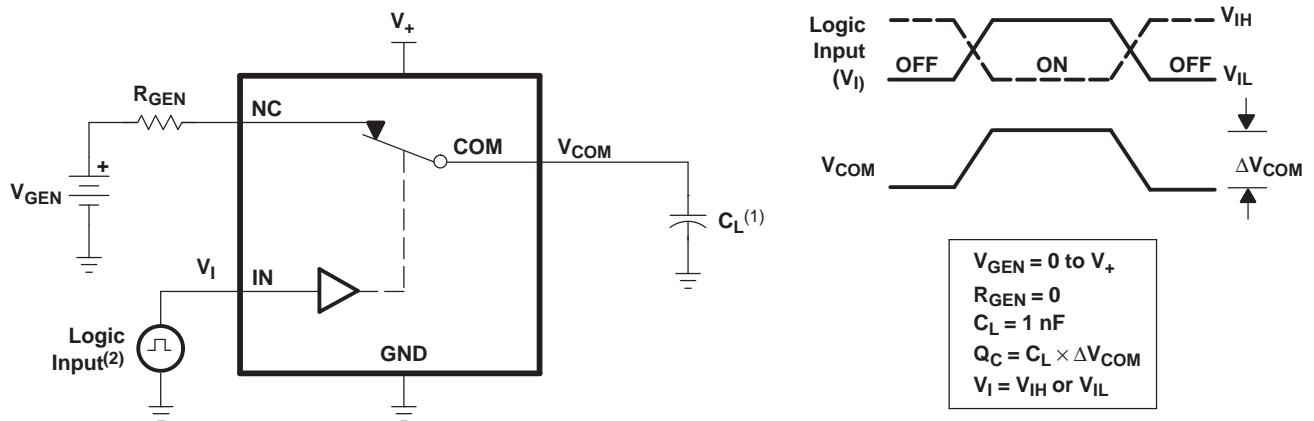 V+
RGEN
NC
COM
VCOM
+
VGEN
CL(1)
VI
IN
Logic
Input(2)
GND
Logic
Input
(VI)
VIH
OFF
ON
OFF
VIL
VCOM
ΔVCOM
VGEN = 0 to V+
RGEN = 0
CL = 1 nF
QC = CL × ΔVCOM
VI = VIH or VIL